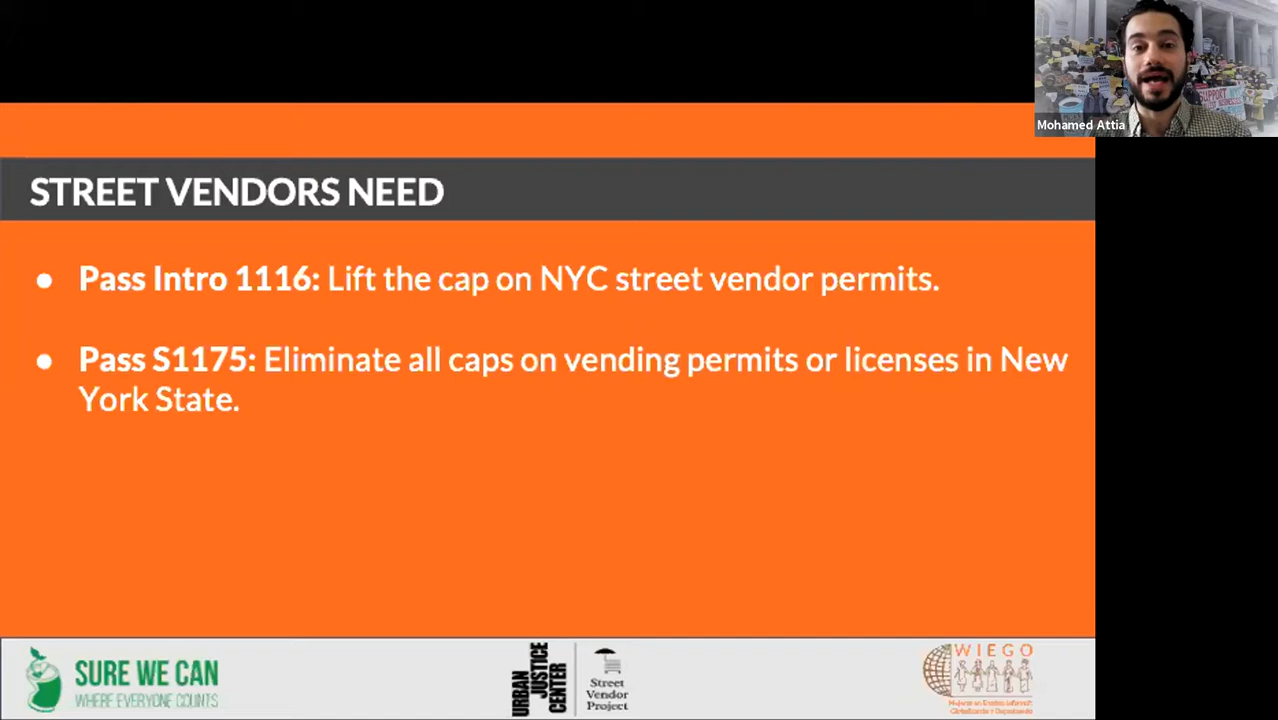 Mohamed Attia
STREET VENDORS NEED
● Pass Intro 1116: Lift the cap on NYC street vendor permits.
● Pass S1175: Eliminate all caps on vending permits or licenses in New
York State.
SURE WE CAN
WHERE EVERYONE COUNTS
URBAN
JUSTICE
CENTER
Street
Vendor
Project
WIEGO